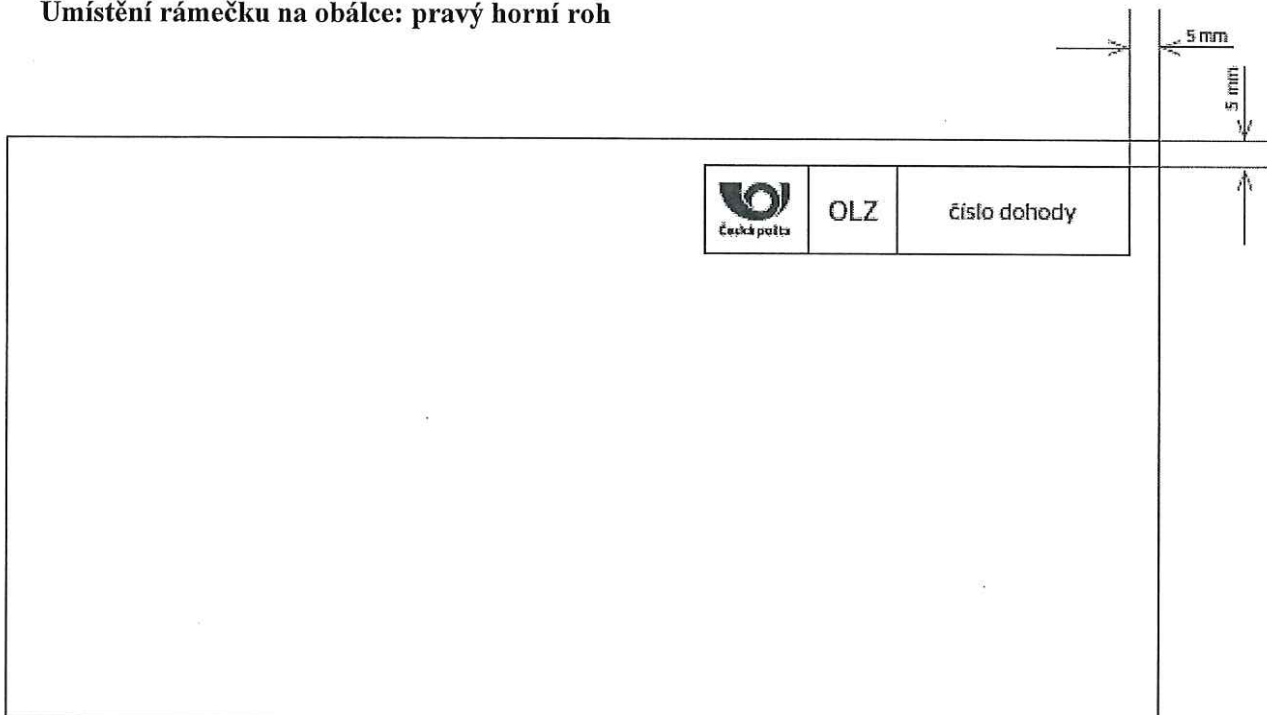 Umístění rámečku na obálce: pravý horní roh
5 mm
5 mm
Česká pošta
OLZ
číslo dohody